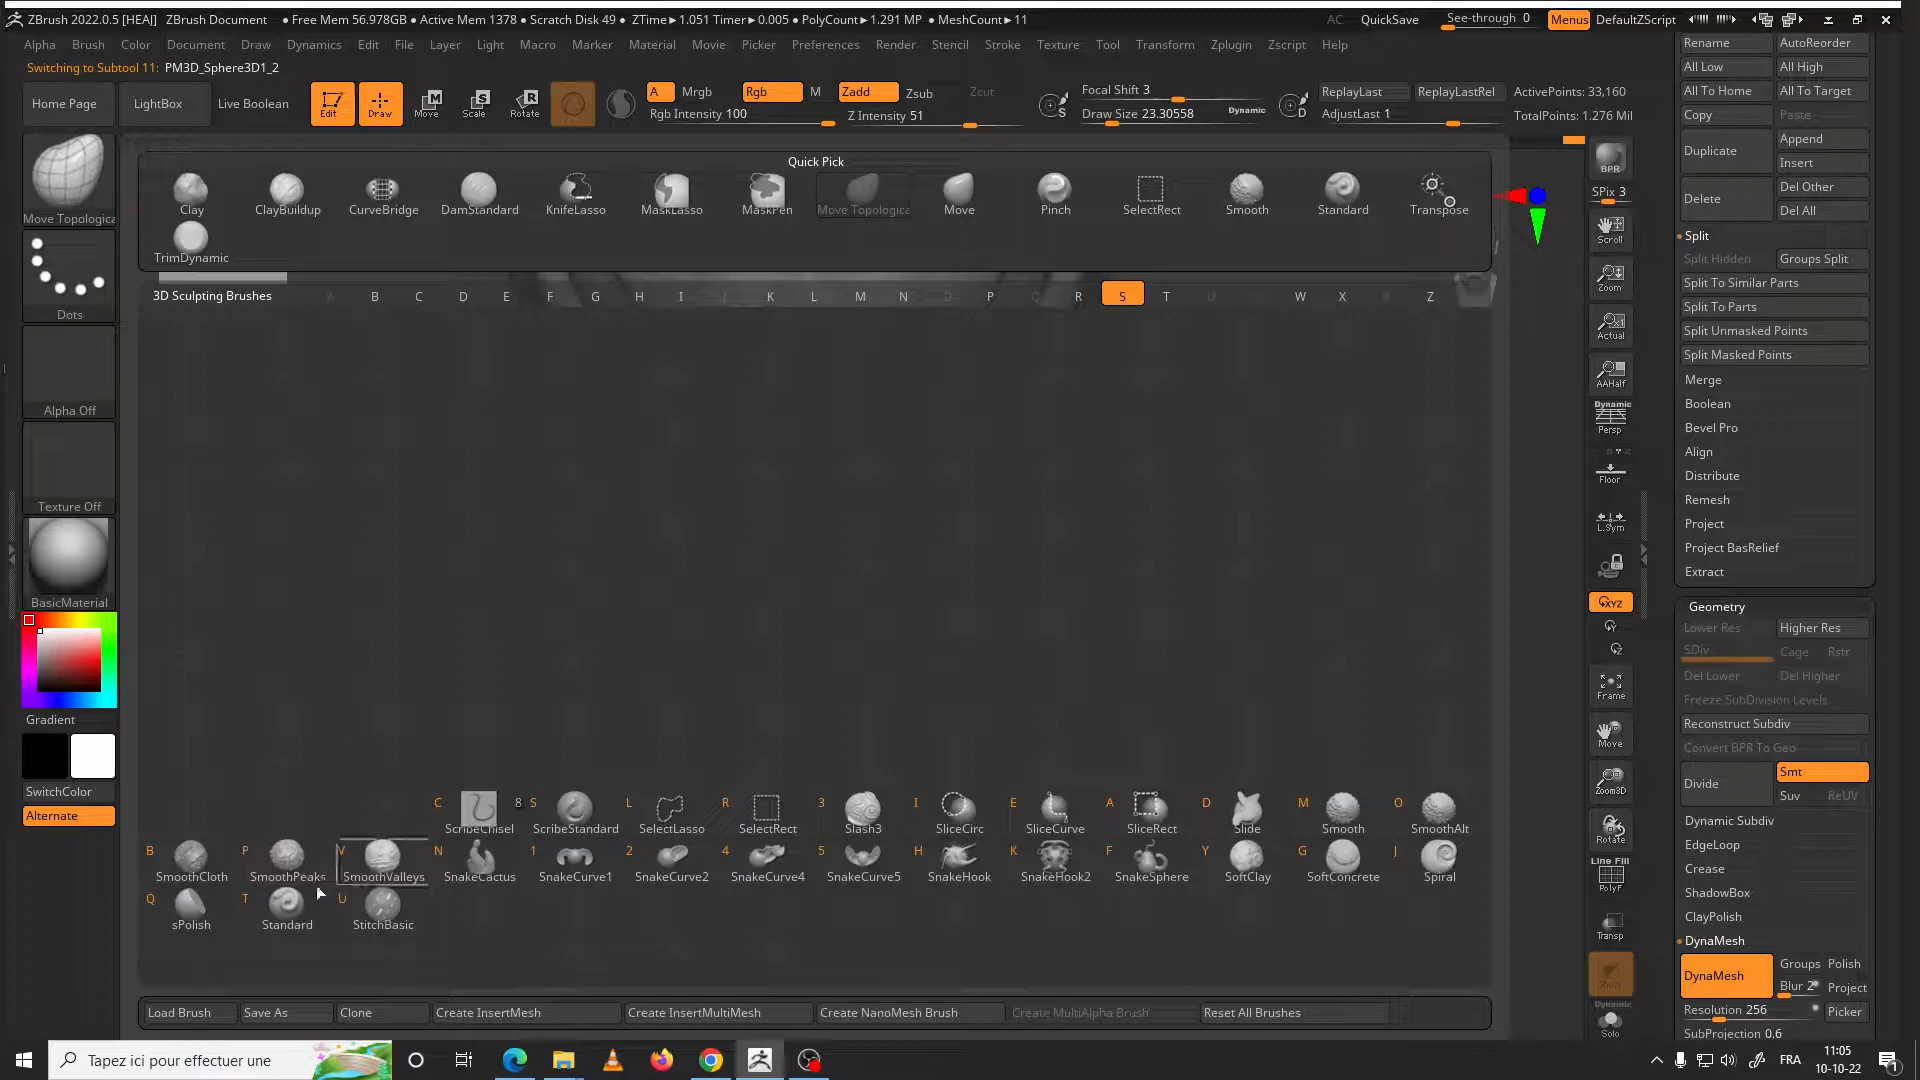 ZBrush 2022.0.5 [HEAJ] ZBrush Document ● Free Mem 56.978GB ● Active Mem 1378 ● Scratch Disk 49 ● ZTime►1.051 Timer►0.005 ● PolyCount►1.291 MP ● MeshCount►11 AC QuickSave See-through 0 Menus DefaultZScript
Alpha Brush Color Document Draw Dynamics Edit File Layer Light Macro Marker Material Movie Picker Preferences Render Stencil Stroke Texture Tool Transform Zplugin Zscript Help
Switching to Subtool 11: PM3D_Sphere3D1_2
Home Page LightBox Live Boolean Edit Draw Move Scale Rotate
A Mrgb Rgb M Zadd Zsub Zcut
Rgb Intensity 100 Z Intensity 51
Focal Shift 3
Draw Size 23.30558 Dynamic
S D
ReplayLast ReplayLastRel ActivePoints: 33,160
AdjustLast 1 TotalPoints: 1.276 Mil
Move Topologica
Dots
Alpha Off
Texture Off
BasicMaterial
Gradient
SwitchColor
Alternate
Quick Pick
Clay ClayBuildup CurveBridge DamStandard KnifeLasso MaskLasso MaskPen Move Topologica Move Pinch SelectRect Smooth Standard Transpose
TrimDynamic
3D Sculpting Brushes A B C D E F G H I J K L M N O P Q R S T U W X Z
C 8 S L R 3 I E A D M O
ScribeChisel ScribeStandard SelectLasso SelectRect Slash3 SliceCirc SliceCurve SliceRect Slide Smooth SmoothAlt
B P V N 1 2 4 5 H K F Y G J
SmoothCloth SmoothPeaks SmoothValleys SnakeCactus SnakeCurve1 SnakeCurve2 SnakeCurve4 SnakeCurve5 SnakeHook SnakeHook2 SnakeSphere SoftClay SoftConcrete Spiral
Q T U
sPolish Standard StitchBasic
Load Brush Save As Clone Create InsertMesh Create InsertMultiMesh Create NanoMesh Brush Create MultiAlpha Brush Reset All Brushes
BPR
SPix 3
Scroll
Zoom
Actual
AAHalf
Dynamic
Persp
Floor
L.Sym
XYZ
Y
Z
Frame
Move
Zoom3D
Rotate
Line Fill
PolyF
Transp
Dynamic
Solo
Rename AutoReorder
All Low All High
All To Home All To Target
Copy Paste
Duplicate Append
Insert
Delete Del Other
Del All
Split
Split Hidden Groups Split
Split To Similar Parts
Split To Parts
Split Unmasked Points
Split Masked Points
Merge
Boolean
Bevel Pro
Align
Distribute
Remesh
Project
Project BasRelief
Extract
Geometry
Lower Res Higher Res
SDiv Cage Rstr
Del Lower Del Higher
Freeze SubDivision Levels
Reconstruct Subdiv
Convert BPR To Geo
Divide Smt
Suv ReUV
Dynamic Subdiv
EdgeLoop
Crease
ShadowBox
ClayPolish
DynaMesh
DynaMesh Groups Polish
Blur 2 Project
Resolution 256 Picker
SubProjection 0.6
Tapez ici pour effectuer une
FRA 11:05
10-10-22
1